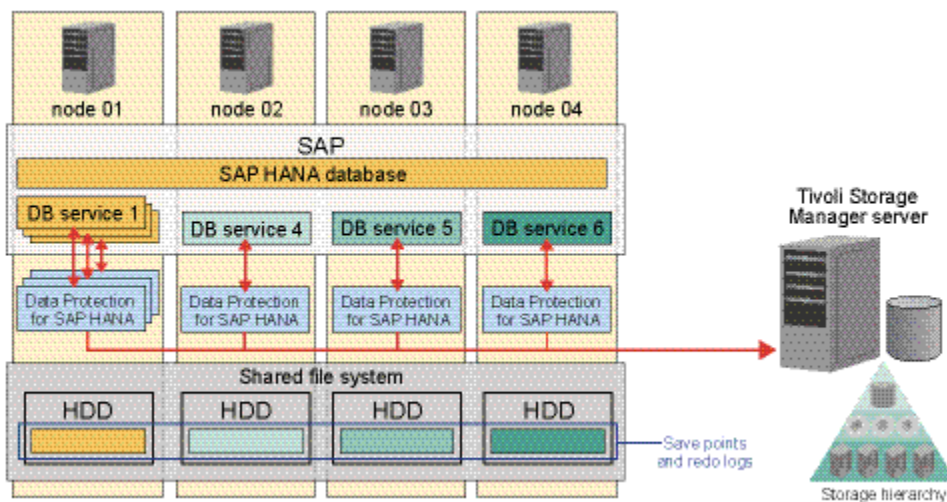 node 01
node 02
node 03
node 04
SAP
SAP HANA database
DB service 1
DB service 4
DB service 5
DB service 6
Data Protection
for SAP HANA
Data Protection
for SAP HANA
Data Protection
for SAP HANA
Data Protection
for SAP HANA
Tivoli Storage
Manager server
Shared file system
HDD
HDD
HDD
HDD
Save points
and redo logs
Storage hierarchy